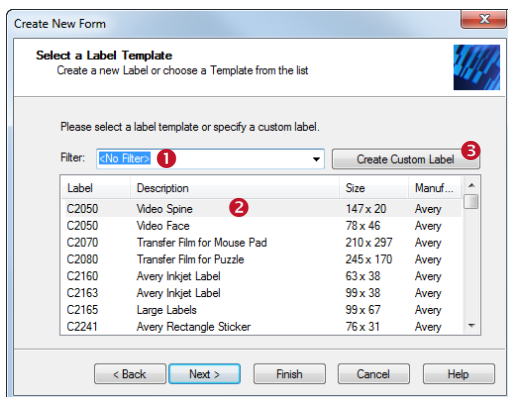 Create New Form
Select a Label Template
Create a new Label or choose a Template from the list
Please select a label template or specify a custom label.
Filter: <No Filter> 1 Create Custom Label 3
Label Description Size Manuf...
C2050 Video Spine 2 147 x 20 Avery
C2050 Video Face 78 x 46 Avery
C2070 Transfer Film for Mouse Pad 210 x 297 Avery
C2080 Transfer Film for Puzzle 245 x 170 Avery
C2160 Avery Inkjet Label 63 x 38 Avery
C2163 Avery Inkjet Label 99 x 38 Avery
C2165 Large Labels 99 x 67 Avery
C2241 Avery Rectangle Sticker 76 x 31 Avery
< Back Next > Finish Cancel Help